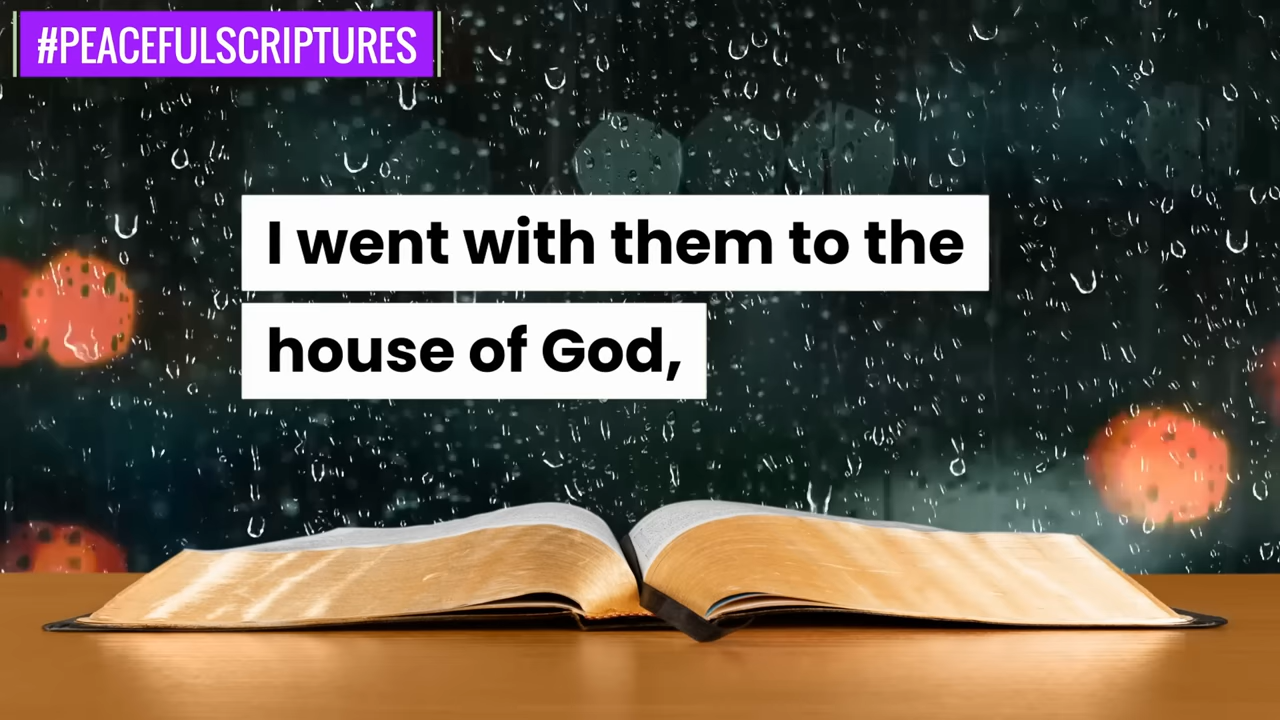 #PEACEFULSCRIPTURES
I went with them to the
house of God,